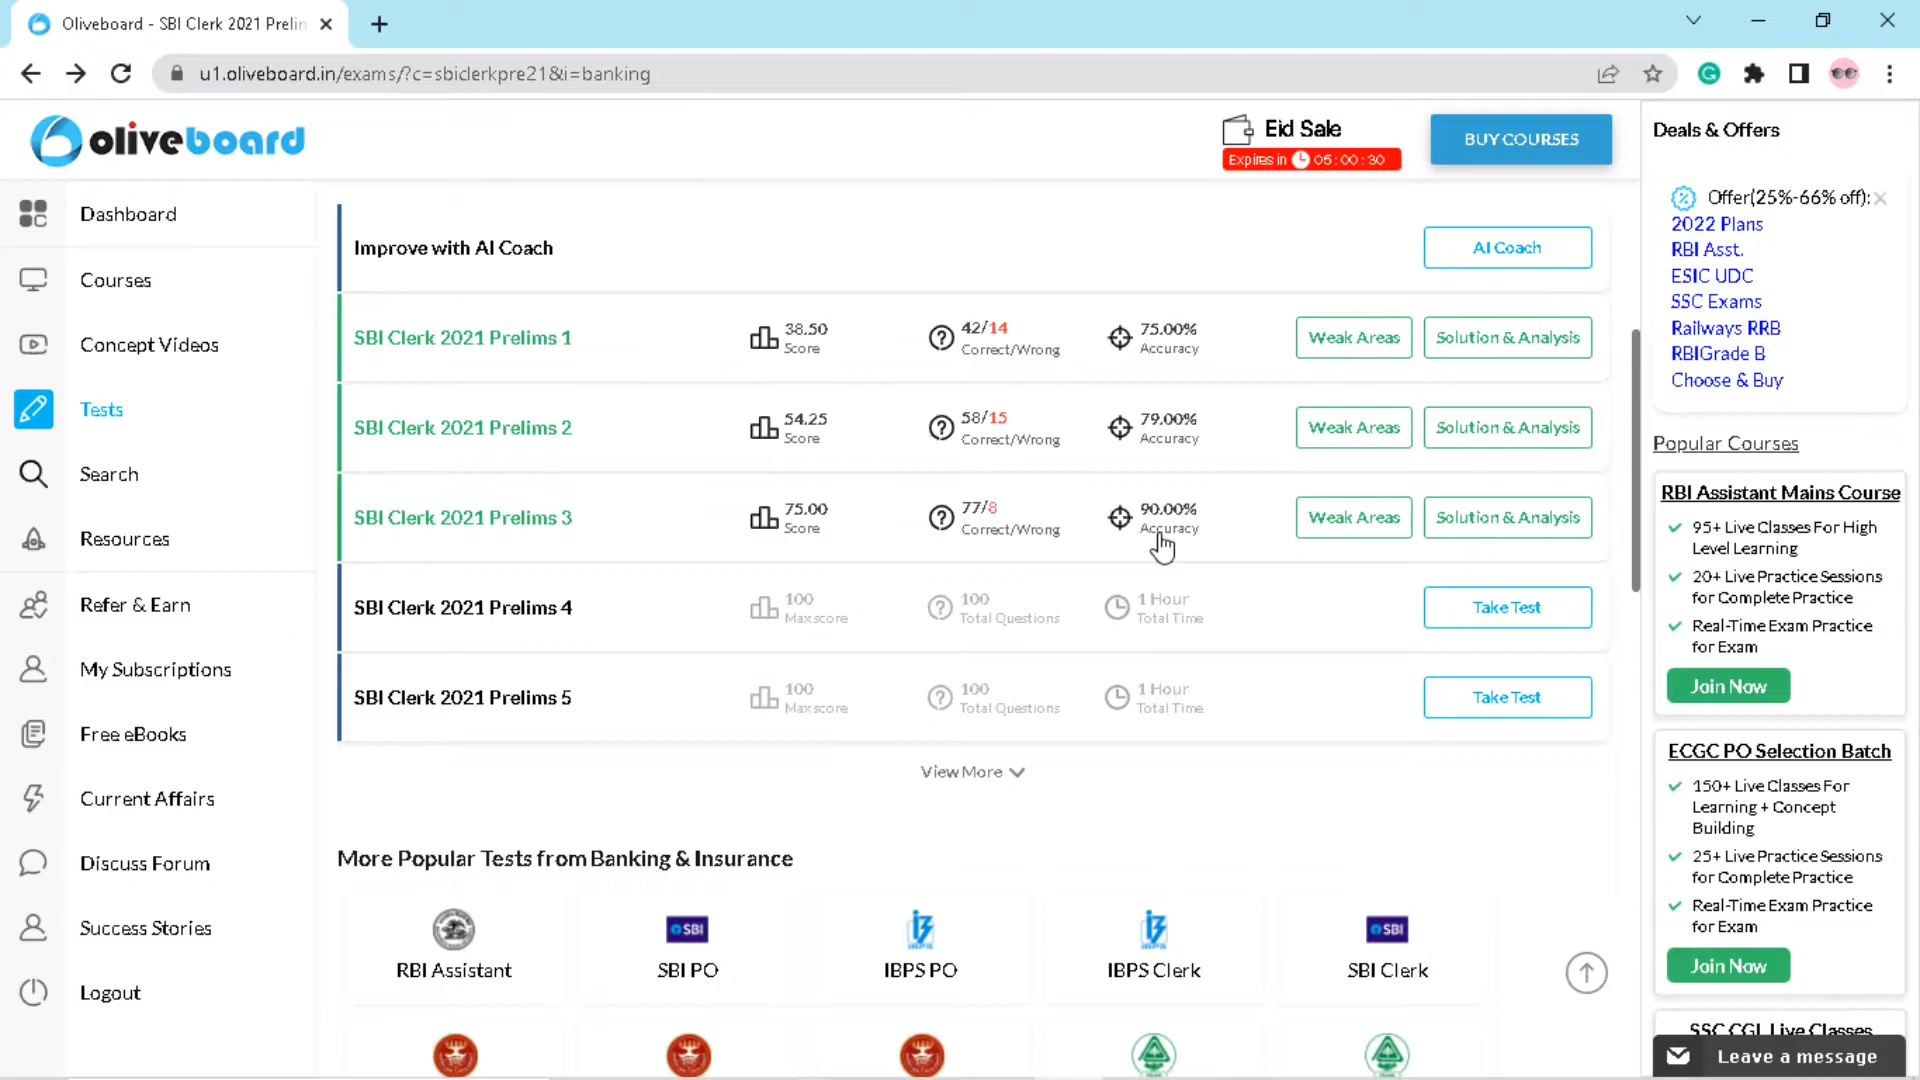 Oliveboard - SBI Clerk 2021 Prelin
u1.oliveboard.in/exams/?c=sbiclerkpre21&i=banking
oliveboard
Eid Sale
Expires in 05:00:30
BUY COURSES
Dashboard
Courses
Concept Videos
Tests
Search
Resources
Refer & Earn
My Subscriptions
Free eBooks
Current Affairs
Discuss Forum
Success Stories
Logout
Improve with AI Coach
AI Coach
SBI Clerk 2021 Prelims 1
38.50
Score
42/14
Correct/Wrong
75.00%
Accuracy
Weak Areas
Solution & Analysis
SBI Clerk 2021 Prelims 2
54.25
Score
58/15
Correct/Wrong
79.00%
Accuracy
Weak Areas
Solution & Analysis
SBI Clerk 2021 Prelims 3
75.00
Score
77/8
Correct/Wrong
90.00%
Accuracy
Weak Areas
Solution & Analysis
SBI Clerk 2021 Prelims 4
100
Max score
100
Total Questions
1 Hour
Total Time
Take Test
SBI Clerk 2021 Prelims 5
100
Max score
100
Total Questions
1 Hour
Total Time
Take Test
View More
More Popular Tests from Banking & Insurance
RBI Assistant
SBI
SBI PO
IBPS
IBPS PO
IBPS
IBPS Clerk
SBI
SBI Clerk
Deals & Offers
Offer(25%-66% off):
2022 Plans
RBI Asst.
ESIC UDC
SSC Exams
Railways RRB
RBI Grade B
Choose & Buy
Popular Courses
RBI Assistant Mains Course
95+ Live Classes For High
Level Learning
20+ Live Practice Sessions
for Complete Practice
Real-Time Exam Practice
for Exam
Join Now
ECGC PO Selection Batch
150+ Live Classes For
Learning + Concept
Building
25+ Live Practice Sessions
for Complete Practice
Real-Time Exam Practice
for Exam
Join Now
SSC CGL Live Classes
Leave a message